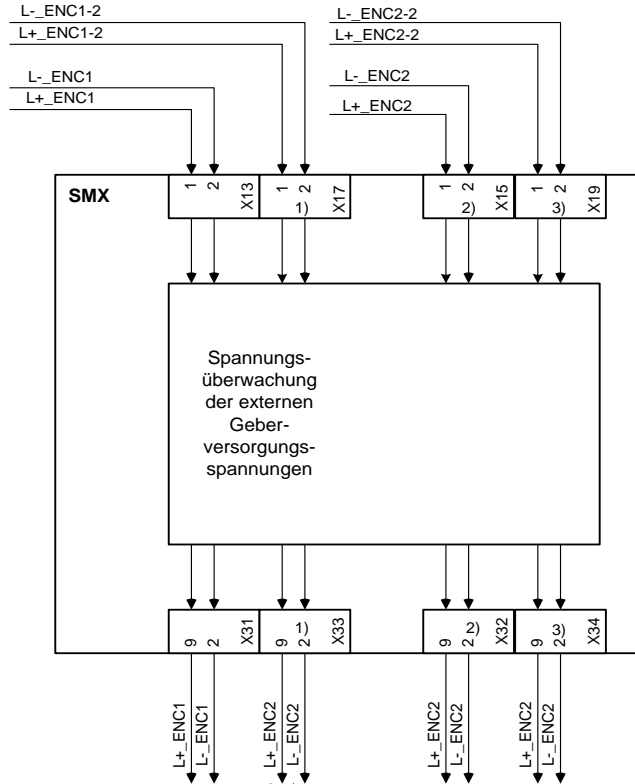 L-_ENC1-2
L+_ENC1-2
L-_ENC1
L+_ENC1
L-_ENC2-2
L+_ENC2-2
L-_ENC2
L+_ENC2
SMX
1 2 X13
1 2 1) X17
1 2 2) X15
1 2 3) X19
Spannungs-
überwachung
der externen
Geber-
versorgungs-
spannungen
9 2 X31
9 2 1) X33
9 2 2) X32
9 2 3) X34
L+_ENC1
L-_ENC1
L+_ENC2
L-_ENC2
L+_ENC2
L-_ENC2
L+_ENC2
L-_ENC2